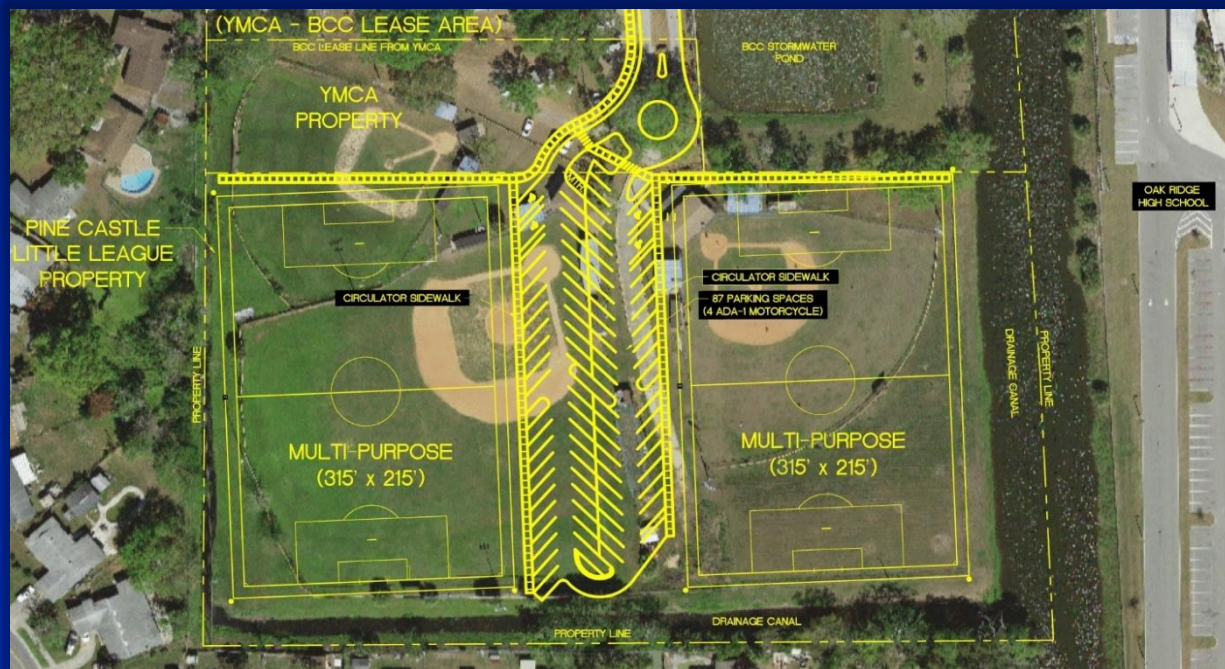 (YMCA - BCC LEASE AREA)
BCC LEASE LINE FROM YMCA
BCC STORMWATER
POND
YMCA
PROPERTY
OAK RIDGE
HIGH SCHOOL
PINE CASTLE
LITTLE LEAGUE
PROPERTY
CIRCULATOR SIDEWALK
CIRCULATOR SIDEWALK
87 PARKING SPACES
(4 ADA-1 MOTORCYCLE)
PROPERTY LINE
DRAINAGE CANAL
PROPERTY LINE
MULTI-PURPOSE
(315' x 215')
MULTI-PURPOSE
(315' x 215')
DRAINAGE CANAL
PROPERTY LINE